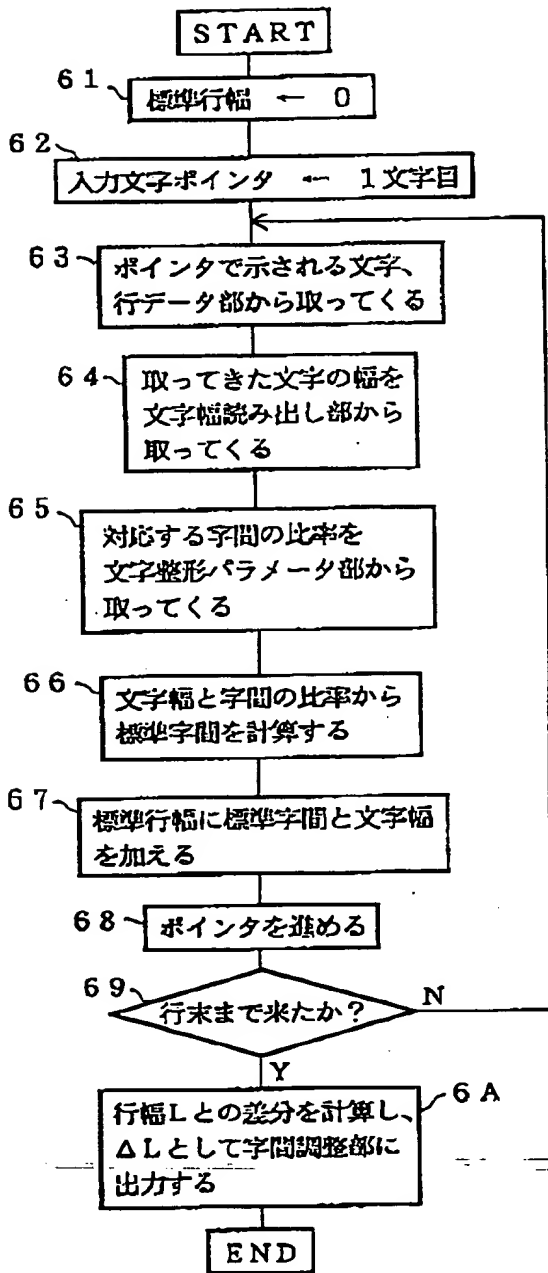 START
61
標準行幅 ← 0
62
入力文字ポインタ ← 1文字目
63
ポインタで示される文字、
行データ部から取ってくる
64
取ってきた文字の幅を
文字幅読み出し部から
取ってくる
65
対応する字間の比率を
文字整形パラメータ部から
取ってくる
66
文字幅と字間の比率から
標準字間を計算する
67
標準行幅に標準字間と文字幅
を加える
68
ポインタを進める
69
行末まで来たか?
N
Y
6A
行幅Lとの差分を計算し、
ΔLとして字間調整部に
出力する
END